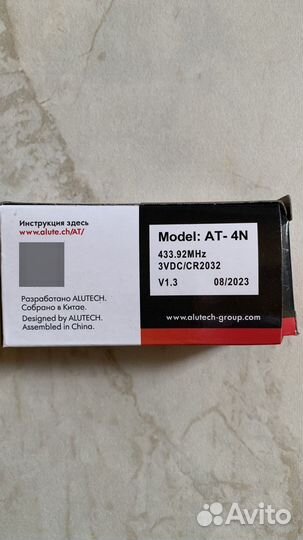 Инструкция здесь
www.alute.ch/AT/
Разработано ALUTECH.
Собрано в Китае.
Designed by ALUTECH.
Assembled in China.
Model: AT- 4N
433.92MHz
3VDC/CR2032
V1.3 08/2023
www.alutech-group.com
Avito